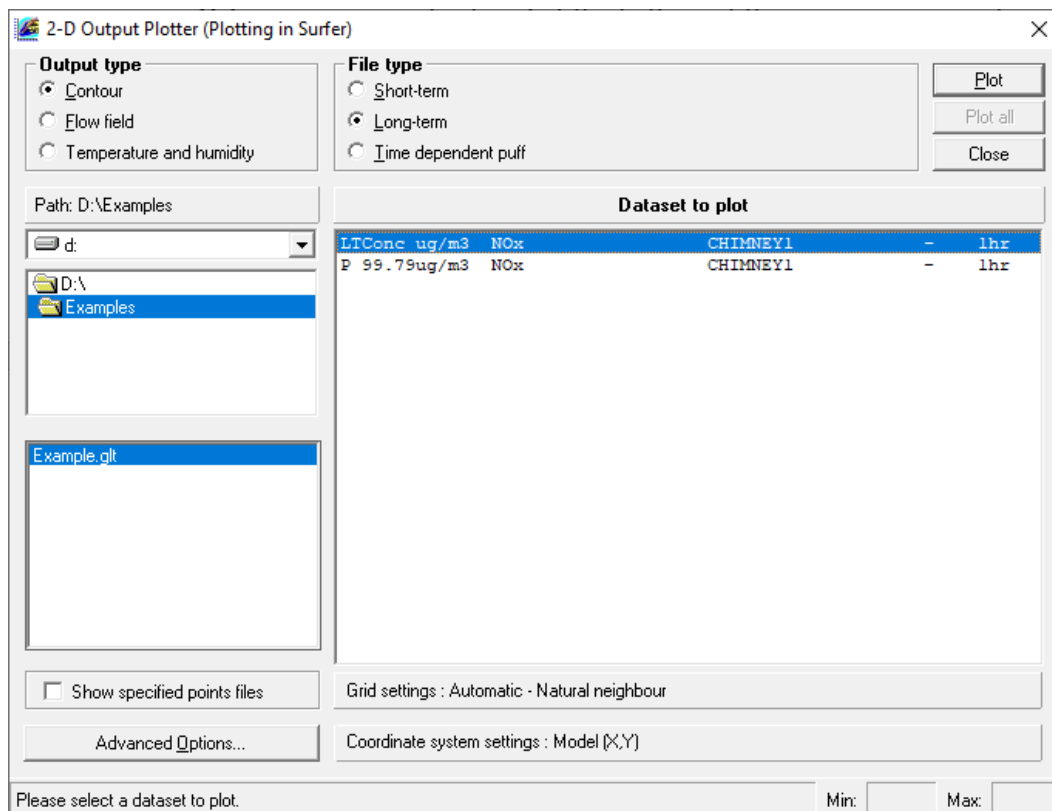 2-D Output Plotter (Plotting in Surfer)
Output type
Contour
Flow field
Temperature and humidity
File type
Short-term
Long-term
Time dependent puff
Plot
Plot all
Close
Path: D:\Examples
d:
D:\
Examples
Example.glt
Dataset to plot
LTConc ug/m3 NOx CHIMNEY1 - 1hr
P 99.79ug/m3 NOx CHIMNEY1 - 1hr
Show specified points files
Advanced Options...
Grid settings : Automatic - Natural neighbour
Coordinate system settings : Model (X,Y)
Please select a dataset to plot.
Min:
Max: